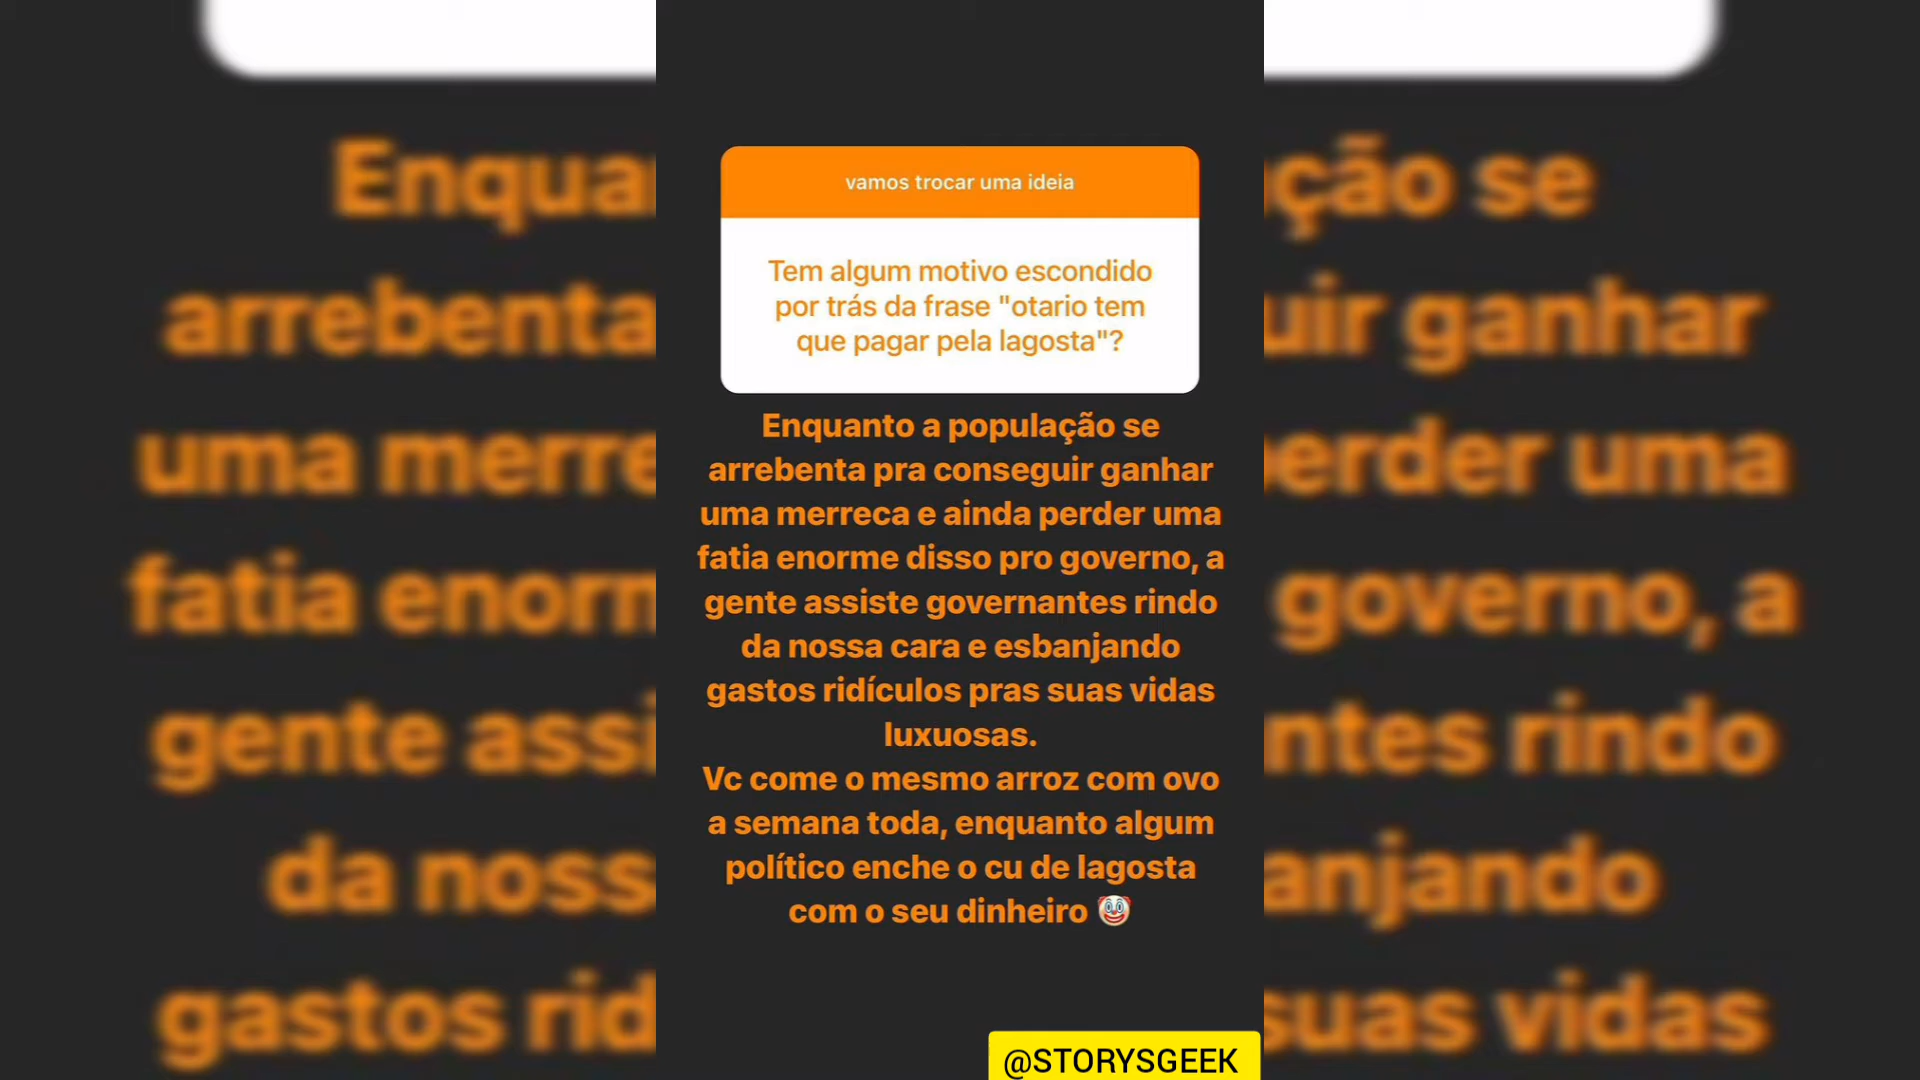 vamos trocar uma ideia
Tem algum motivo escondido
por trás da frase "otario tem
que pagar pela lagosta"?
Enquanto a população se
arrebenta pra conseguir ganhar
uma merreca e ainda perder uma
fatia enorme disso pro governo, a
gente assiste governantes rindo
da nossa cara e esbanjando
gastos ridículos pras suas vidas
luxuosas.
Vc come o mesmo arroz com ovo
a semana toda, enquanto algum
político enche o cu de lagosta
com o seu dinheiro 🤡
@STORYSGEEK